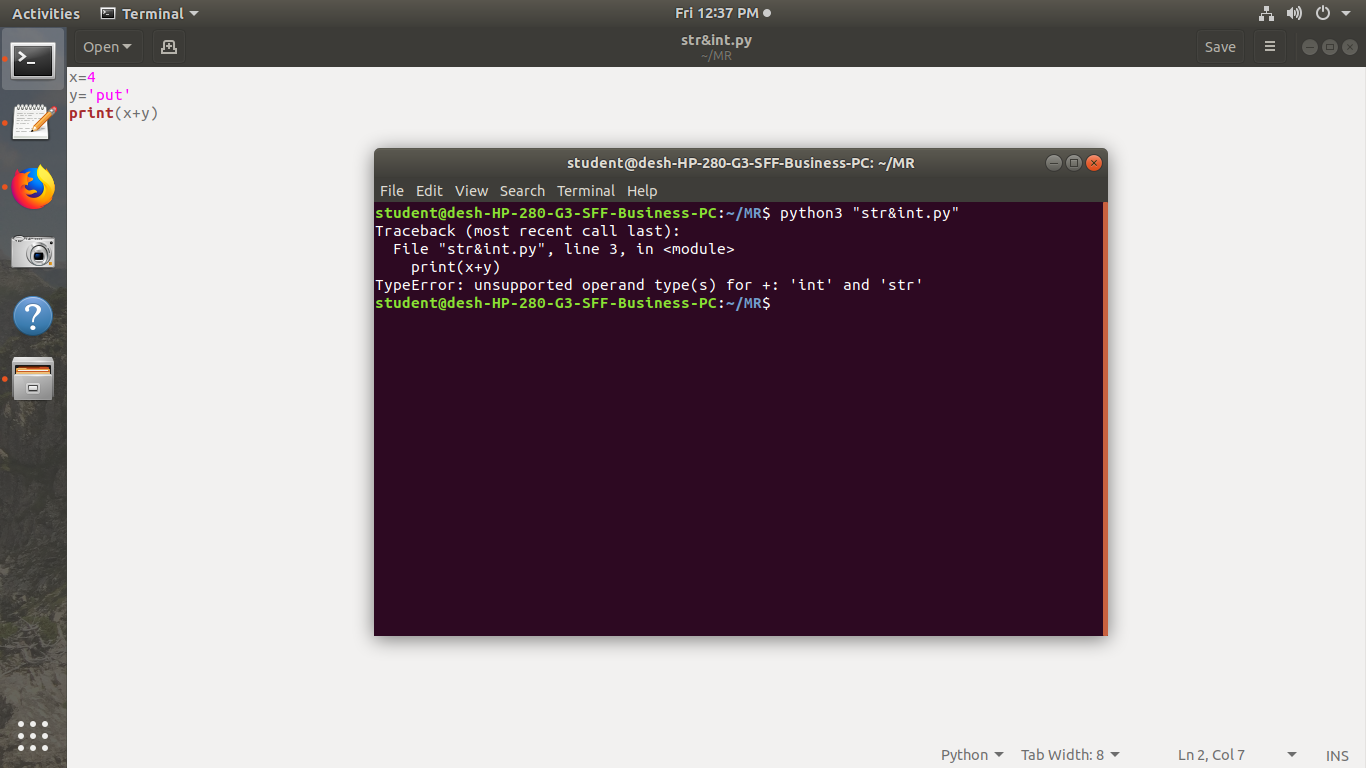 Activities Terminal Fri 12:37 PM
Open str&int.py Save
~/MR
x=4
y='put'
print(x+y)
student@desh-HP-280-G3-SFF-Business-PC: ~/MR
File Edit View Search Terminal Help
student@desh-HP-280-G3-SFF-Business-PC:~/MR$ python3 "str&int.py"
Traceback (most recent call last):
  File "str&int.py", line 3, in <module>
    print(x+y)
TypeError: unsupported operand type(s) for +: 'int' and 'str'
student@desh-HP-280-G3-SFF-Business-PC:~/MR$
Python Tab Width: 8 Ln 2, Col 7 INS